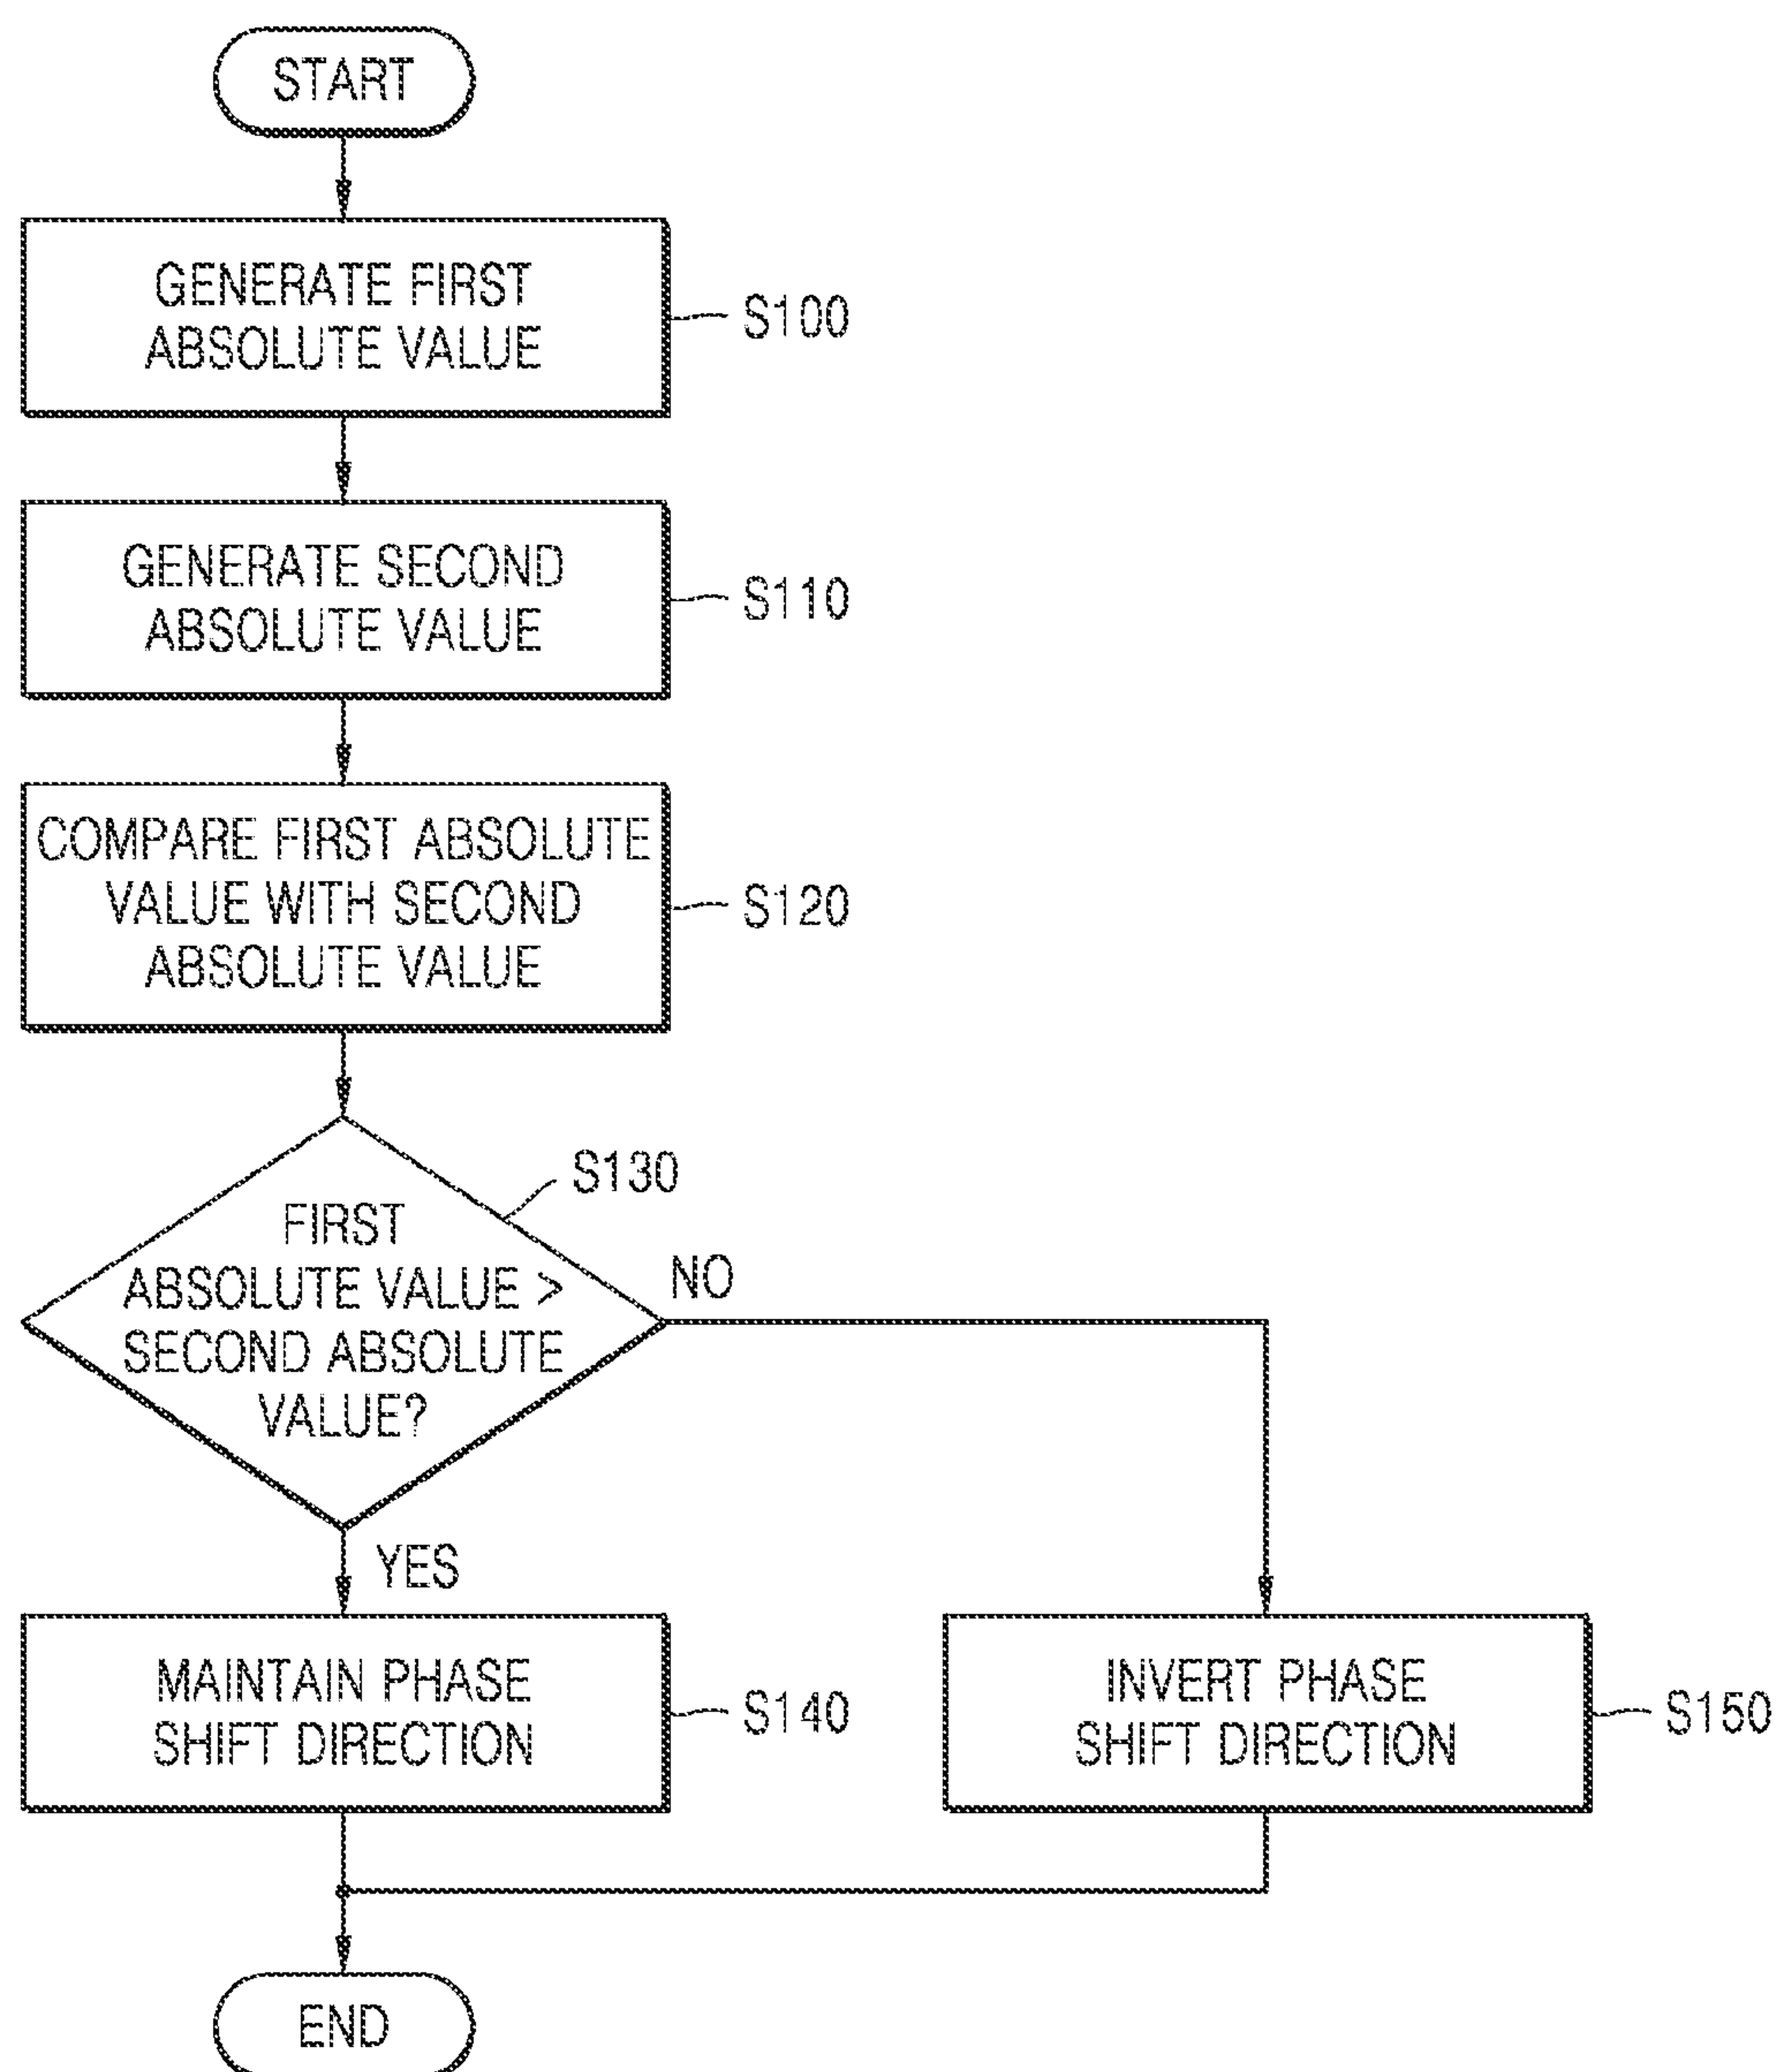 START
GENERATE FIRST
ABSOLUTE VALUE
S100
GENERATE SECOND
ABSOLUTE VALUE
S110
COMPARE FIRST ABSOLUTE
VALUE WITH SECOND
ABSOLUTE VALUE
S120
S130
FIRST
ABSOLUTE VALUE >
SECOND ABSOLUTE
VALUE?
NO
YES
MAINTAIN PHASE
SHIFT DIRECTION
S140
INVERT PHASE
SHIFT DIRECTION
S150
END